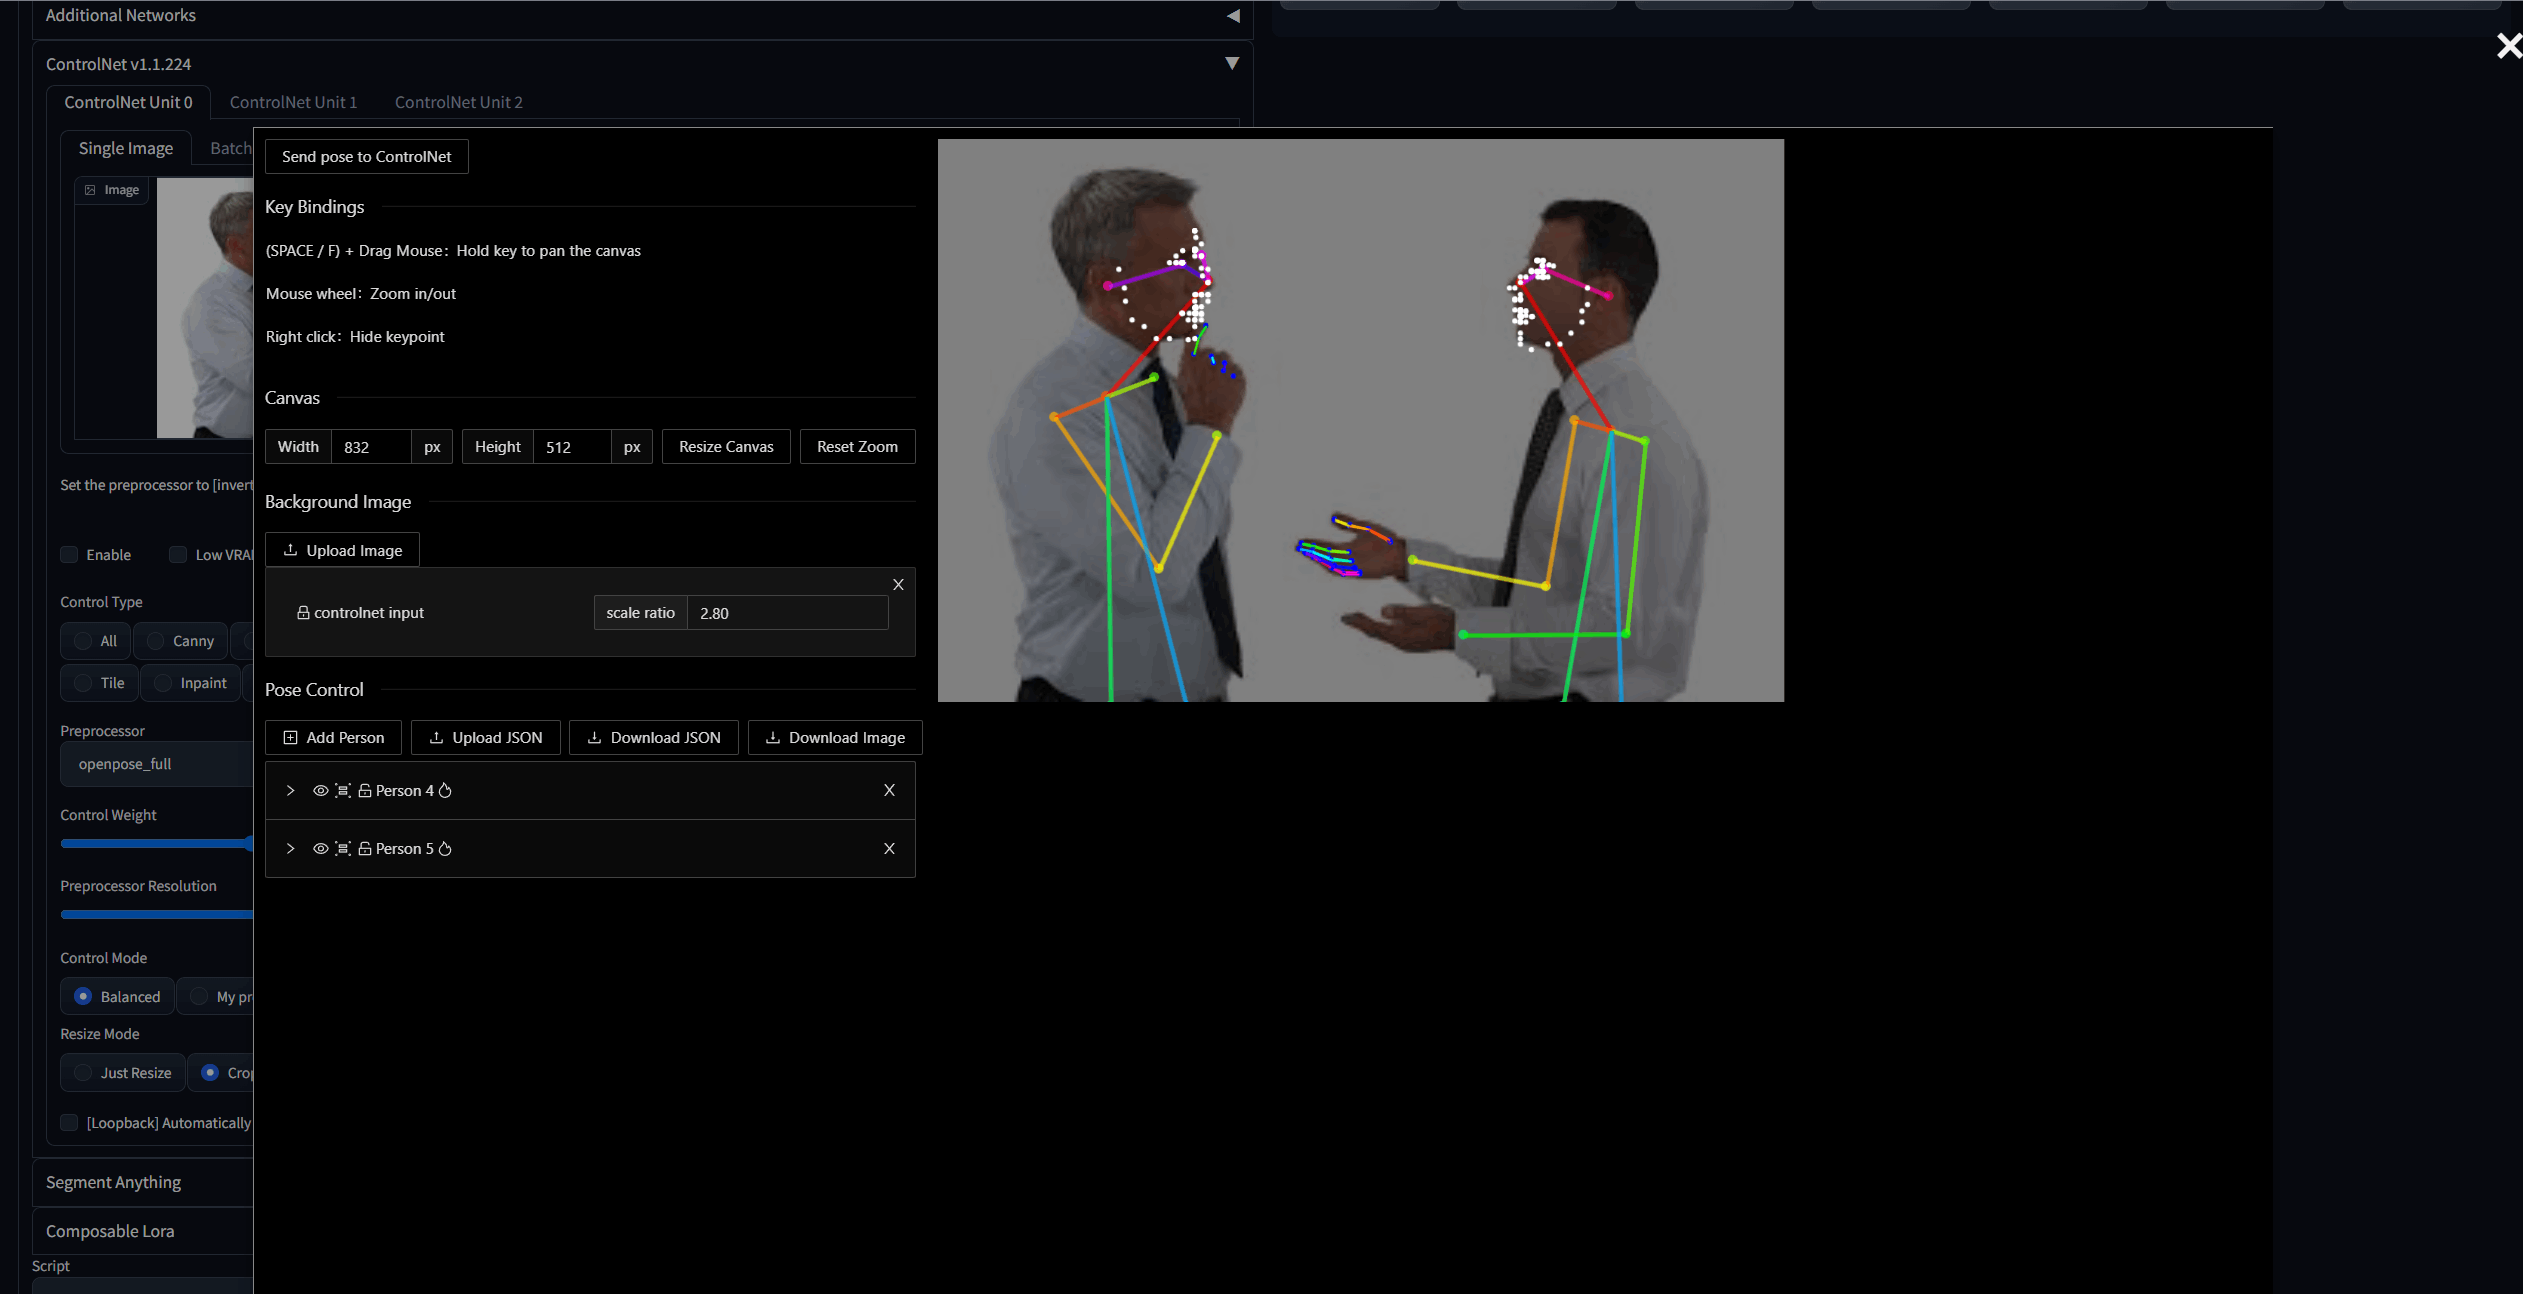 Additional Networks
ControlNet v1.1.224
ControlNet Unit 0 ControlNet Unit 1 ControlNet Unit 2
Single Image Batch
Image
Set the preprocessor to [invert
Enable Low VRA
Control Type
All Canny
Tile Inpaint
Preprocessor
openpose_full
Control Weight
Preprocessor Resolution
Control Mode
Balanced My pr
Resize Mode
Just Resize Cro
[Loopback] Automatically
Segment Anything
Composable Lora
Script
Send pose to ControlNet
Key Bindings
(SPACE / F) + Drag Mouse: Hold key to pan the canvas
Mouse wheel: Zoom in/out
Right click: Hide keypoint
Canvas
Width 832 px Height 512 px Resize Canvas Reset Zoom
Background Image
Upload Image
controlnet input scale ratio 2.80 X
Pose Control
Add Person Upload JSON Download JSON Download Image
Person 4 X
Person 5 X